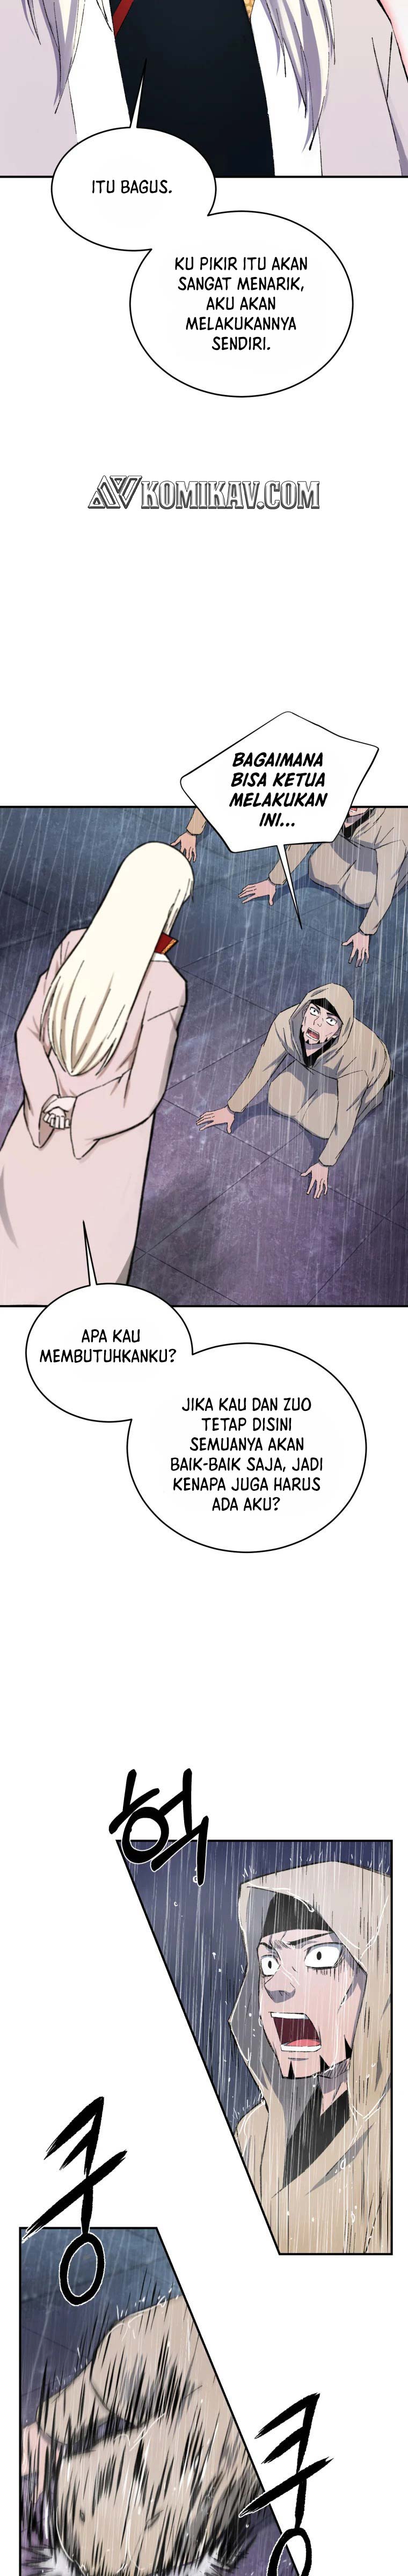 ITU BAGUS.
KU PIKIR ITU AKAN
SANGAT MENARIK,
AKU AKAN
MELAKUKANNYA
SENDIRI.
KOMIKAV.COM
BAGAIMANA
BISA KETUA
MELAKUKAN
INI...
APA KAU
MEMBUTUHKANKU?
JIKA KAU DAN ZUO
TETAP DISINI
SEMUANYA AKAN
BAIK-BAIK SAJA, JADI
KENAPA JUGA HARUS
ADA AKU?
헉
쿵